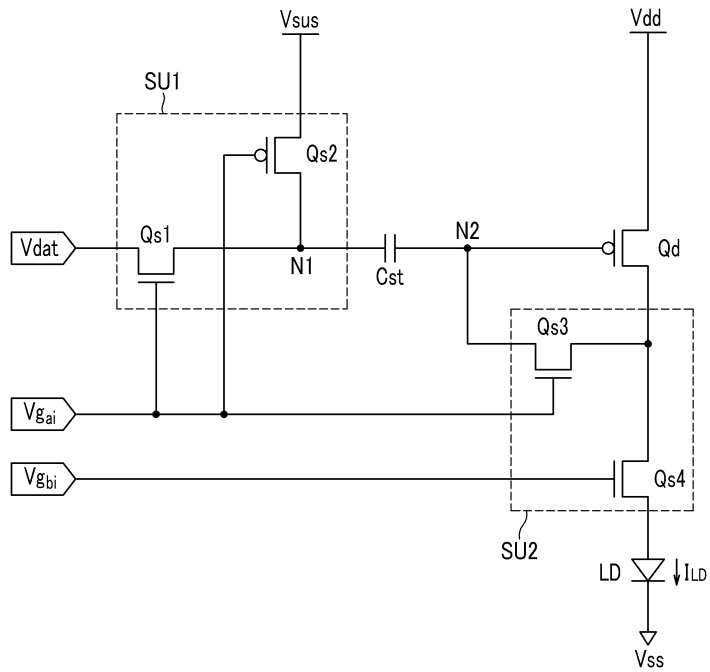 Vsus
Vdd
SU1
Qs2
Vdat
Qs1
N1
Cst
N2
Qd
Qs3
Vgai
Vgbi
Qs4
SU2
LD
ILD
Vss